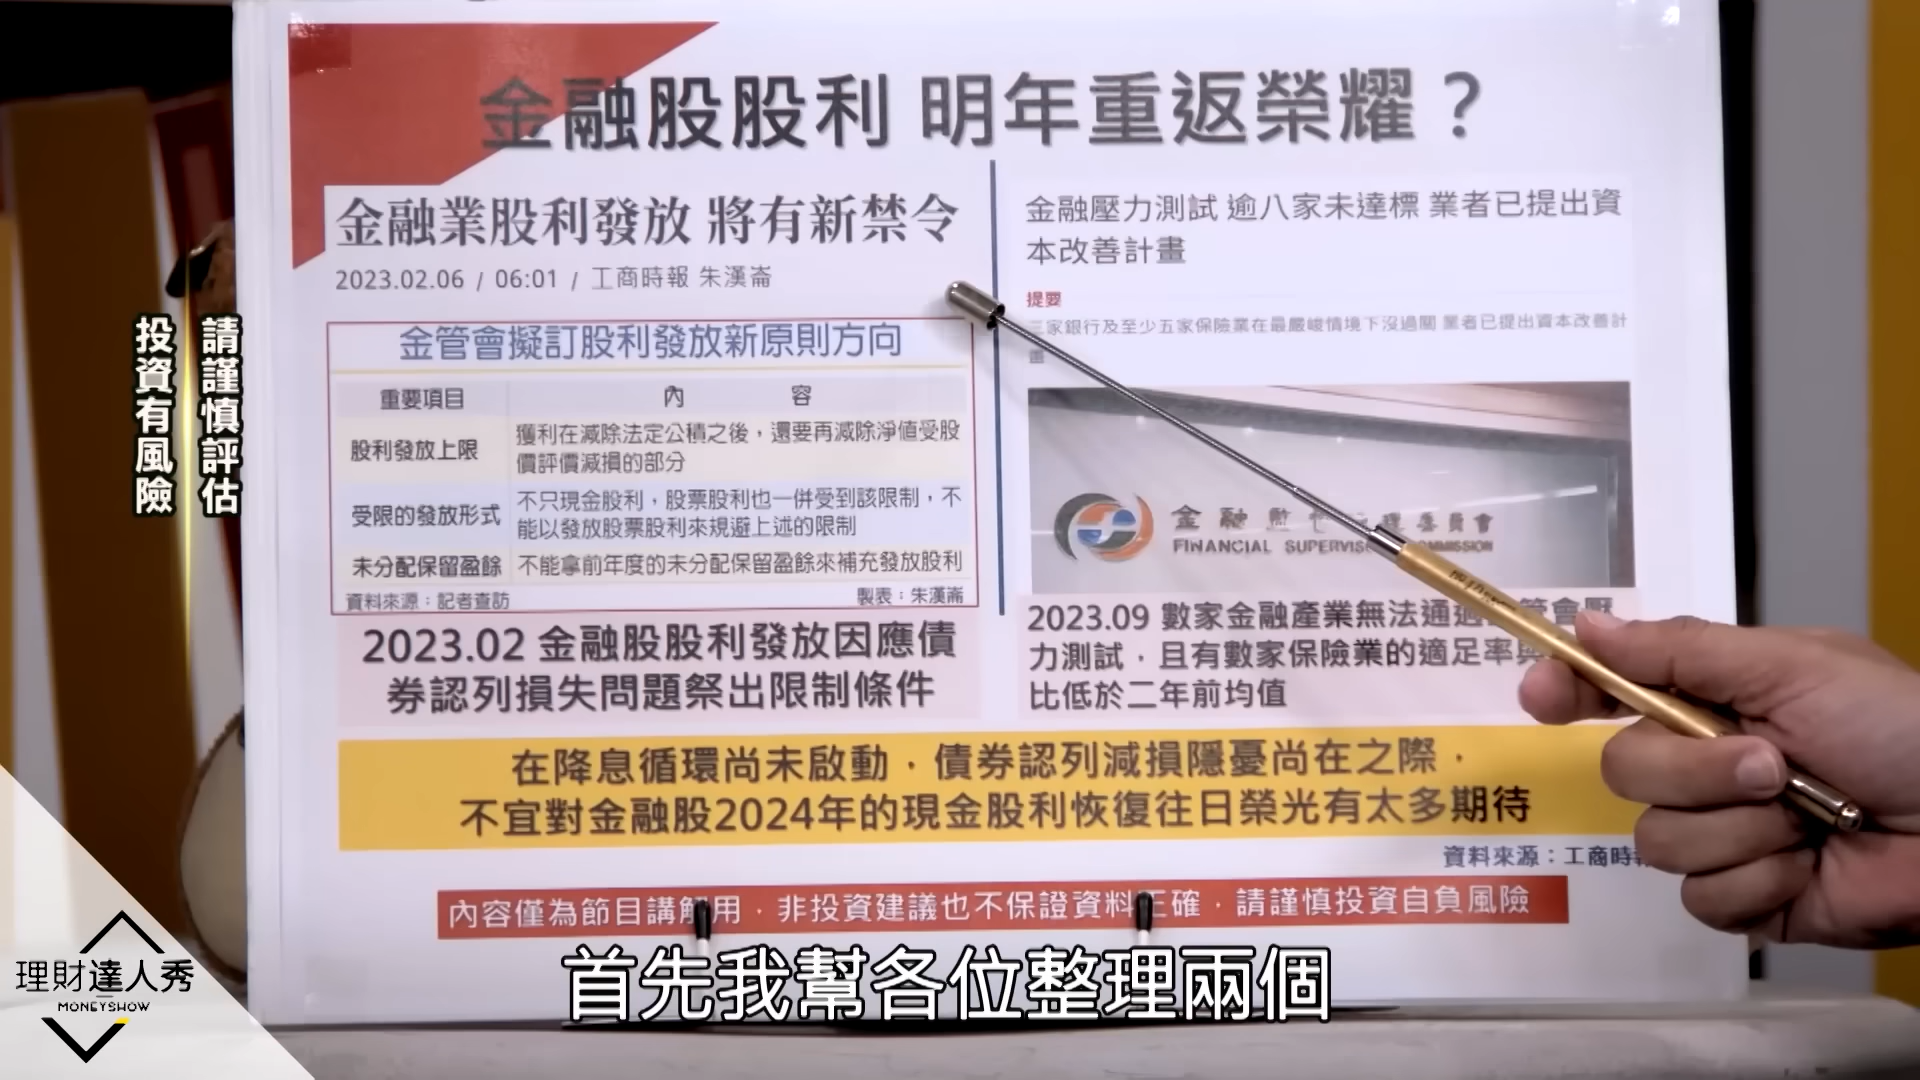 金融股股利 明年重返榮耀？
金融業股利發放 將有新禁令
2023.02.06 / 06:01 / 工商時報 朱漢崙
金管會擬訂股利發放新原則方向
重要項目 內 容
股利發放上限 獲利在減除法定公積之後，還要再減除淨值受股
價評價減損的部分
受限的發放形式 不只現金股利，股票股利也一併受到該限制，不
能以發放股票股利來規避上述的限制
未分配保留盈餘 不能拿前年度的未分配保留盈餘來補充發放股利
資料來源：記者查訪 製表：朱漢崙
2023.02 金融股股利發放因應債
券認列損失問題祭出限制條件
金融壓力測試 逾八家未達標 業者已提出資
本改善計畫
提要
三家銀行及至少五家保險業在最嚴峻情境下沒過關 業者已提出資本改善計
畫
金融監 理委員會
FINANCIAL SUPERVIS MMISSION
2023.09 數家金融產業無法通過 管會壓
力測試，且有數家保險業的適足率與
比低於二年前均值
在降息循環尚未啟動，債券認列減損隱憂尚在之際，
不宜對金融股2024年的現金股利恢復往日榮光有太多期待
資料來源：工商時
內容僅為節目講解用，非投資建議也不保證資料正確，請謹慎投資自負風險
請謹慎評估
投資有風險
理財達人秀
MONEYSHOW
首先我幫各位整理兩個